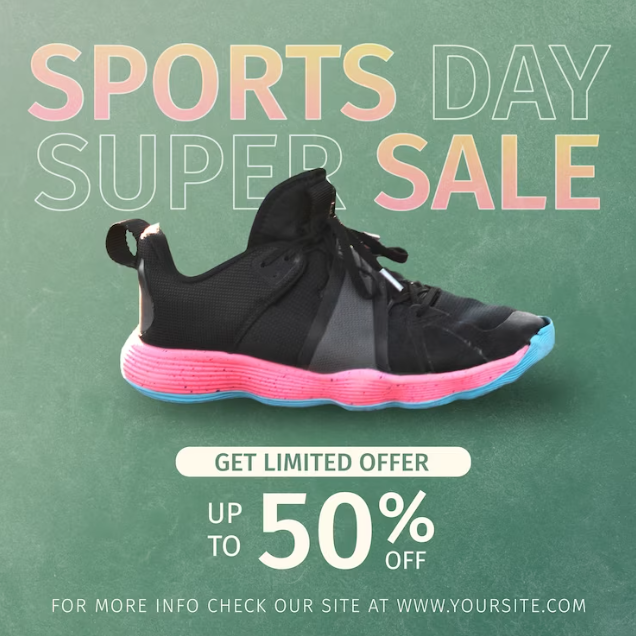 SPORTS DAY
SUPER SALE
GET LIMITED OFFER
UP TO 50% OFF
FOR MORE INFO CHECK OUR SITE AT WWW.YOURSITE.COM